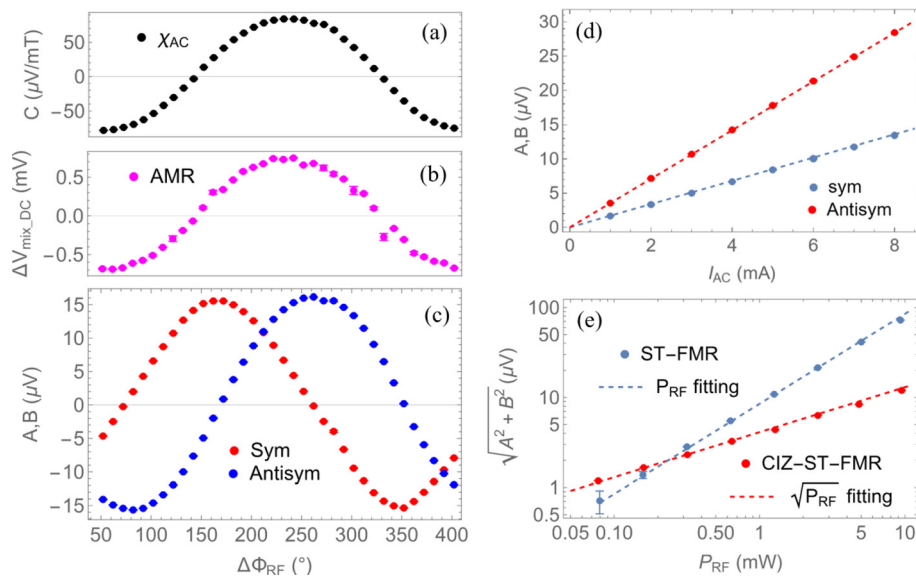 (a)
χAC
C (μV/mT)
50
0
−50
(b)
AMR
ΔVmix_DC (mV)
0.5
0.0
−0.5
(c)
A,B (μV)
15
10
5
0
−5
−10
−15
Sym
Antisym
50 100 150 200 250 300 350 400
ΔΦRF (°)
(d)
A,B (μV)
30
25
20
15
10
5
0
sym
Antisym
0 2 4 6 8
IAC (mA)
(e)
√A² + B² (μV)
100
50
10
5
1
0.5
ST−FMR
PRF fitting
CIZ−ST−FMR
√PRF fitting
0.05 0.10 0.50 1 5 10
PRF (mW)